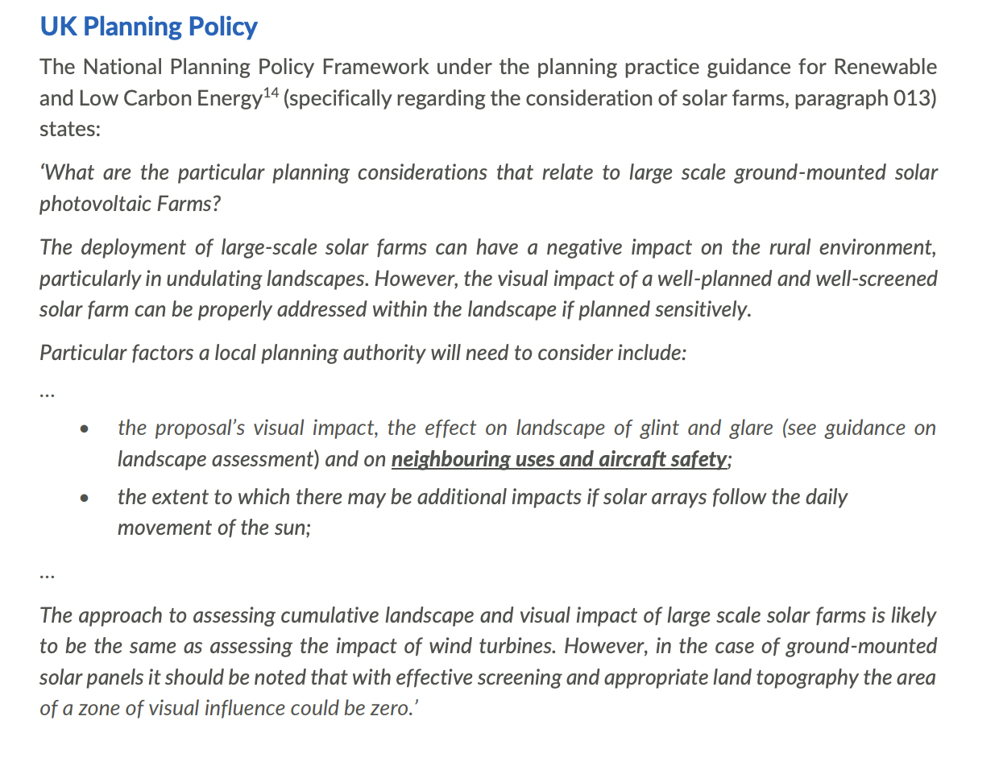 UK Planning Policy
The National Planning Policy Framework under the planning practice guidance for Renewable
and Low Carbon Energy14 (specifically regarding the consideration of solar farms, paragraph 013)
states:
‘What are the particular planning considerations that relate to large scale ground-mounted solar
photovoltaic Farms?
The deployment of large-scale solar farms can have a negative impact on the rural environment,
particularly in undulating landscapes. However, the visual impact of a well-planned and well-screened
solar farm can be properly addressed within the landscape if planned sensitively.
Particular factors a local planning authority will need to consider include:
…
• the proposal’s visual impact, the effect on landscape of glint and glare (see guidance on
landscape assessment) and on neighbouring uses and aircraft safety;
• the extent to which there may be additional impacts if solar arrays follow the daily
movement of the sun;
…
The approach to assessing cumulative landscape and visual impact of large scale solar farms is likely
to be the same as assessing the impact of wind turbines. However, in the case of ground-mounted
solar panels it should be noted that with effective screening and appropriate land topography the area
of a zone of visual influence could be zero.’